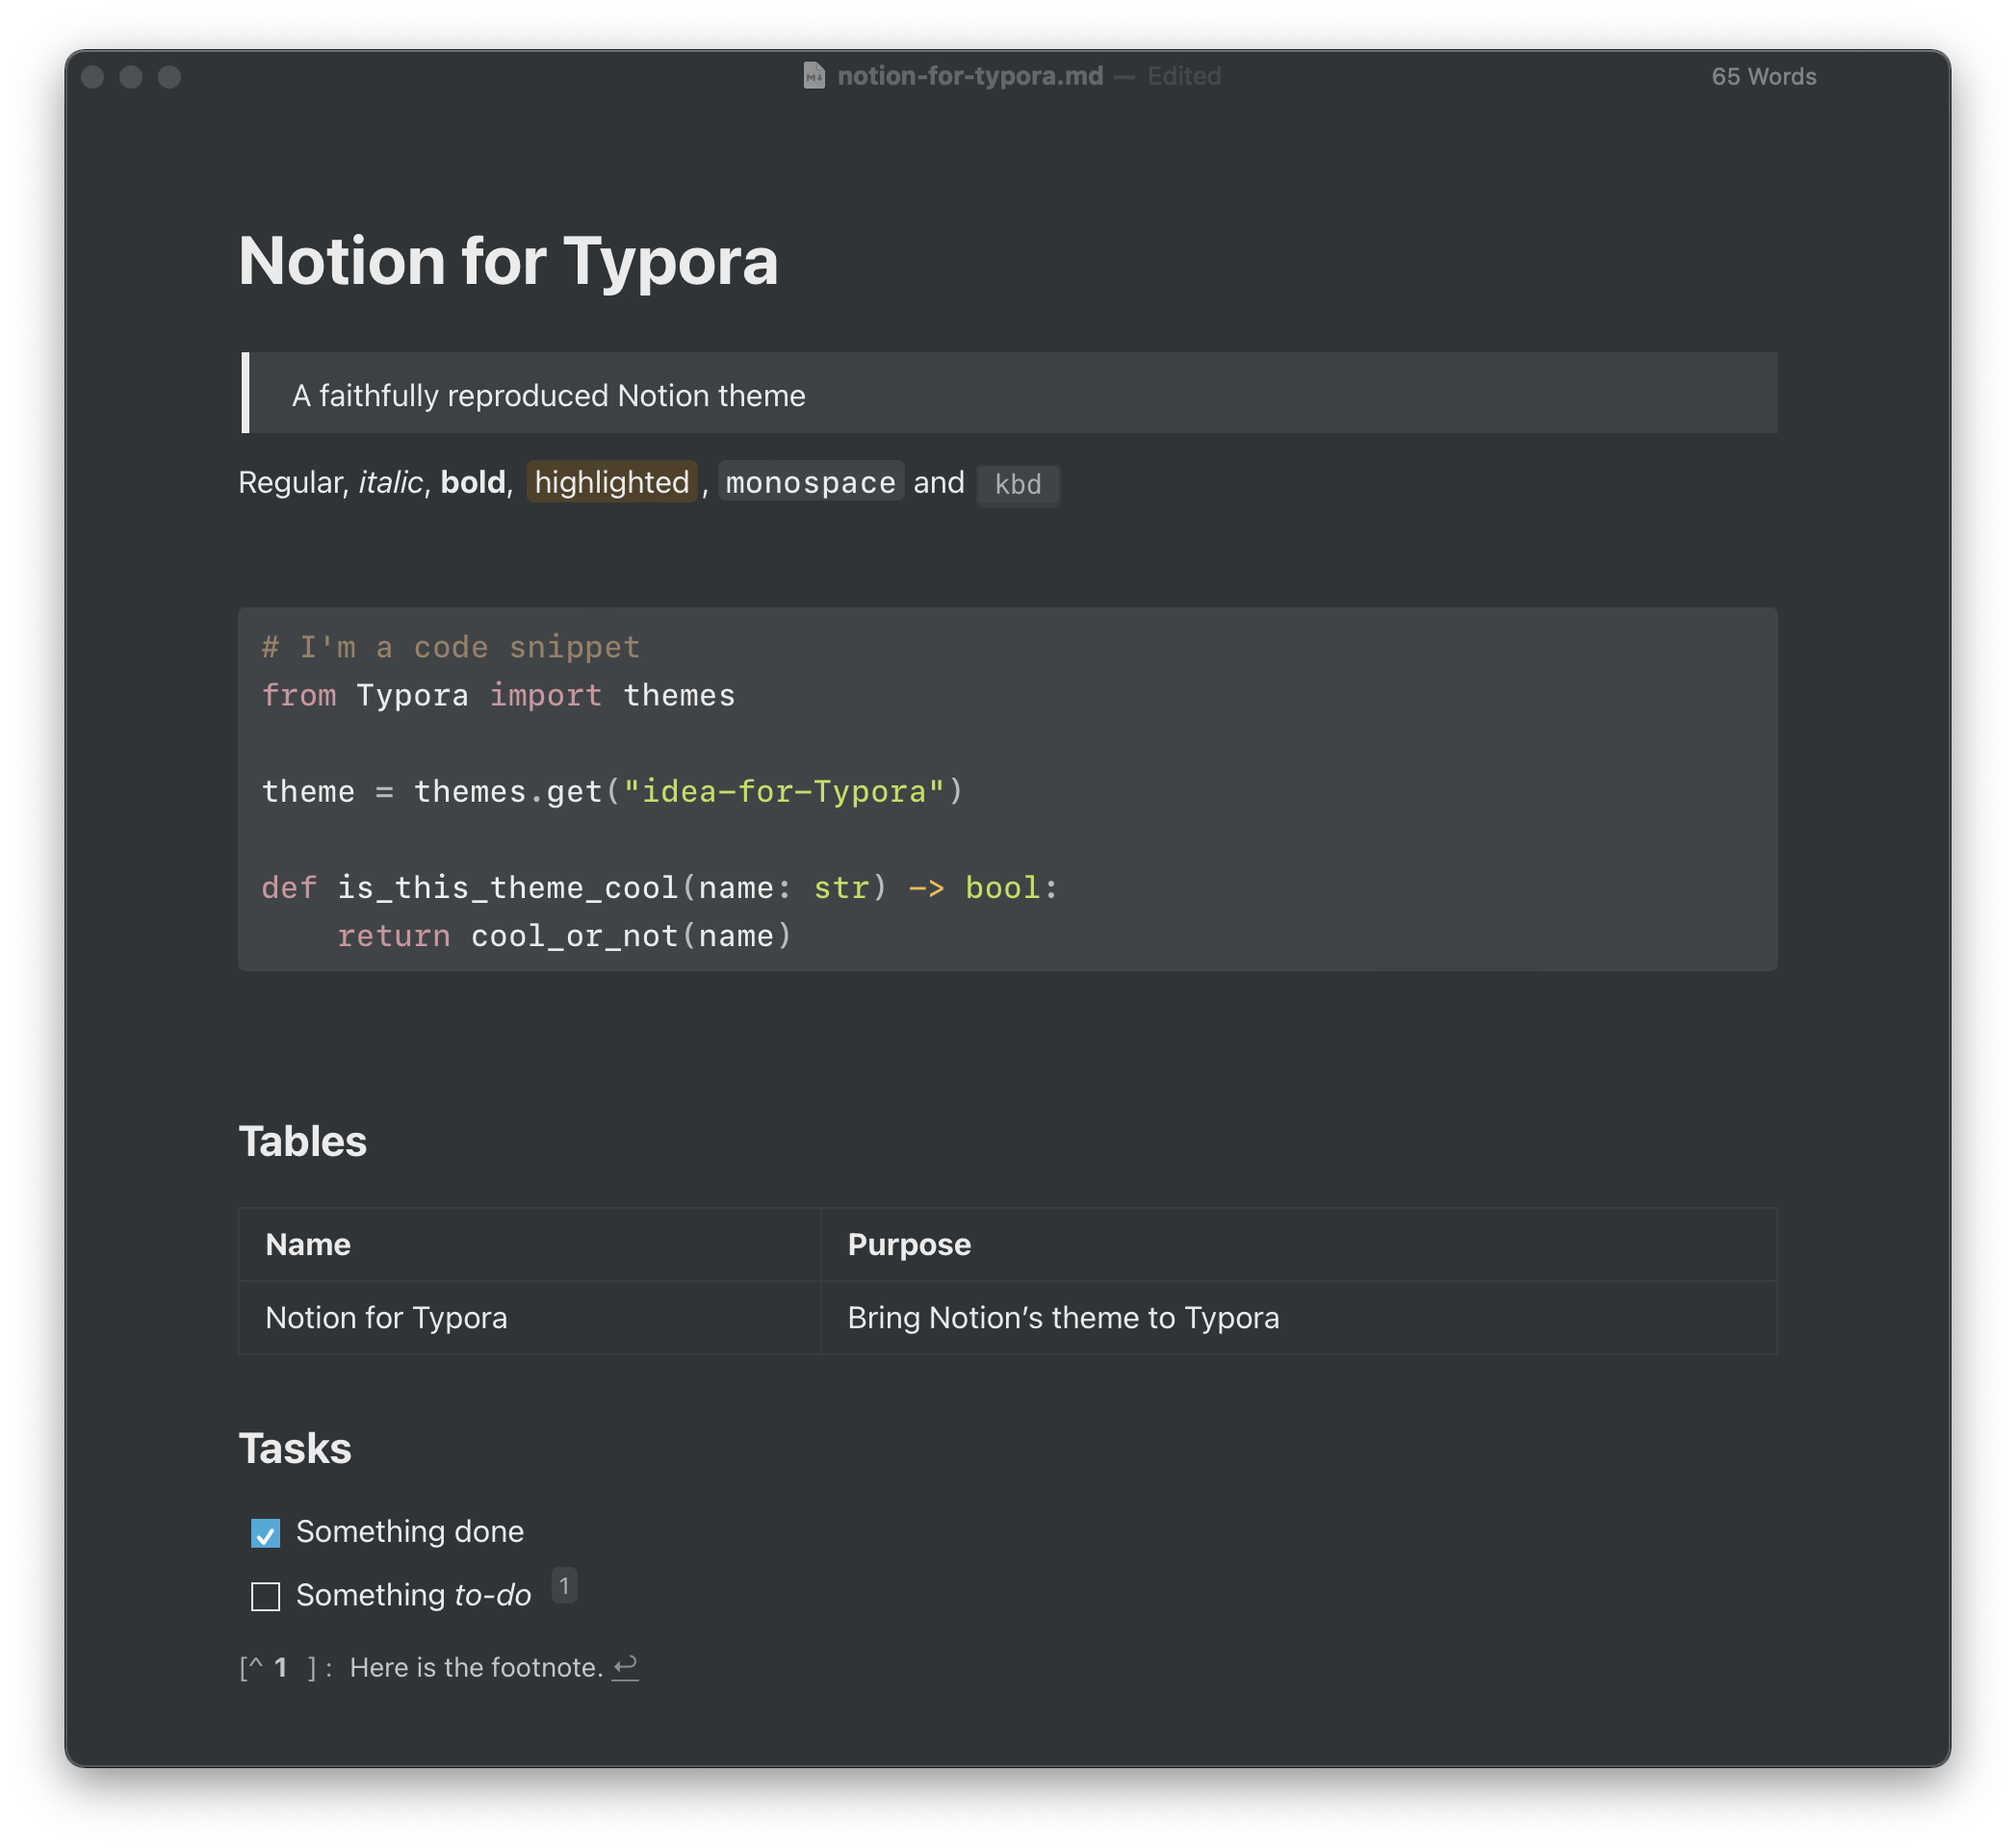 notion-for-typora.md — Edited
65 Words
Notion for Typora
A faithfully reproduced Notion theme
Regular, italic, bold, highlighted, monospace and kbd
# I'm a code snippet
from Typora import themes
theme = themes.get("idea-for-Typora")
def is_this_theme_cool(name: str) -> bool:
    return cool_or_not(name)
Tables
Name Purpose
Notion for Typora Bring Notion’s theme to Typora
Tasks
Something done
Something to-do 1
[^ 1 ] : Here is the footnote. ↩